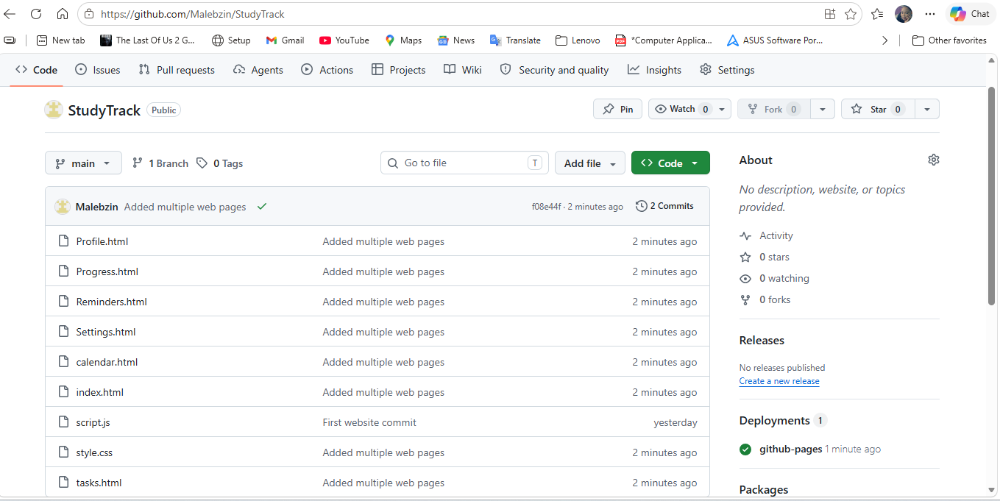 https://github.com/Malebzin/StudyTrack
Chat
New tab
The Last Of Us 2 G...
Setup
Gmail
YouTube
Maps
News
Translate
Lenovo
*Computer Applica...
ASUS Software Por...
Other favorites
Code
Issues
Pull requests
Agents
Actions
Projects
Wiki
Security and quality
Insights
Settings
StudyTrack Public
Pin
Watch 0
Fork 0
Star 0
main
1 Branch
0 Tags
Go to file T
Add file
Code
Malebzin Added multiple web pages f08e44f · 2 minutes ago 2 Commits
Profile.html Added multiple web pages 2 minutes ago
Progress.html Added multiple web pages 2 minutes ago
Reminders.html Added multiple web pages 2 minutes ago
Settings.html Added multiple web pages 2 minutes ago
calendar.html Added multiple web pages 2 minutes ago
index.html Added multiple web pages 2 minutes ago
script.js First website commit yesterday
style.css Added multiple web pages 2 minutes ago
tasks.html Added multiple web pages 2 minutes ago
About
No description, website, or topics
provided.
Activity
0 stars
0 watching
0 forks
Releases
No releases published
Create a new release
Deployments 1
github-pages 1 minute ago
Packages